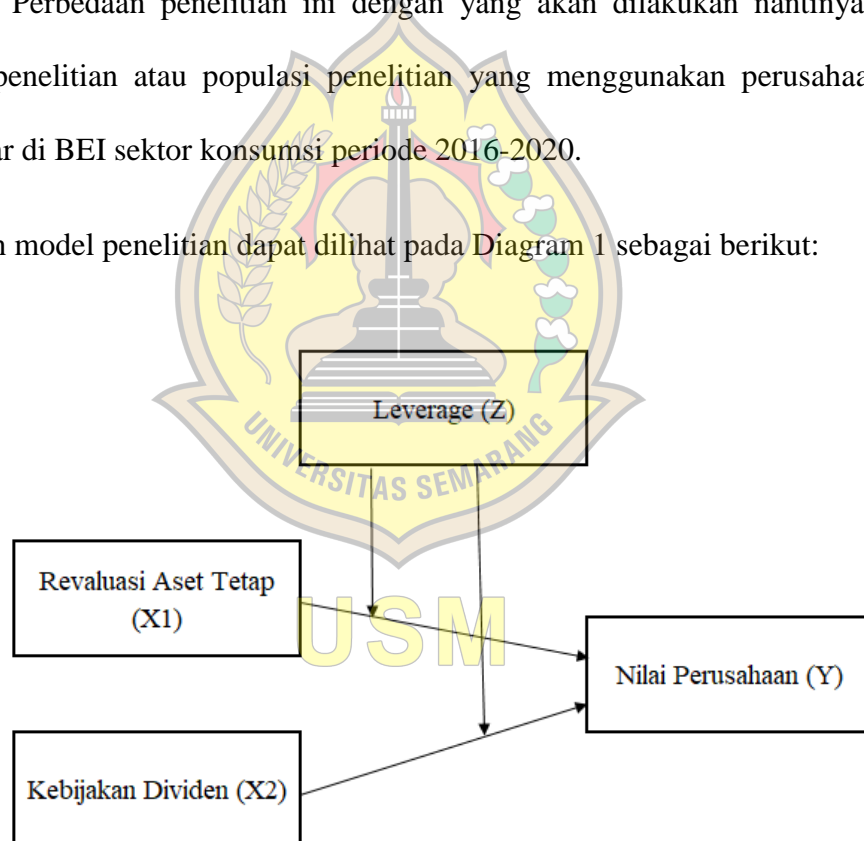 Perbedaan penelitian ini dengan yang akan dilakukan nantinya
penelitian atau populasi penelitian yang menggunakan perusahaa
ar di BEI sektor konsumsi periode 2016-2020.
model penelitian dapat dilihat pada Diagram 1 sebagai berikut:
Leverage (Z)
UNIVERSITAS SEMARANG
Revaluasi Aset Tetap
(X1)
USM
Nilai Perusahaan (Y)
Kebijakan Dividen (X2)